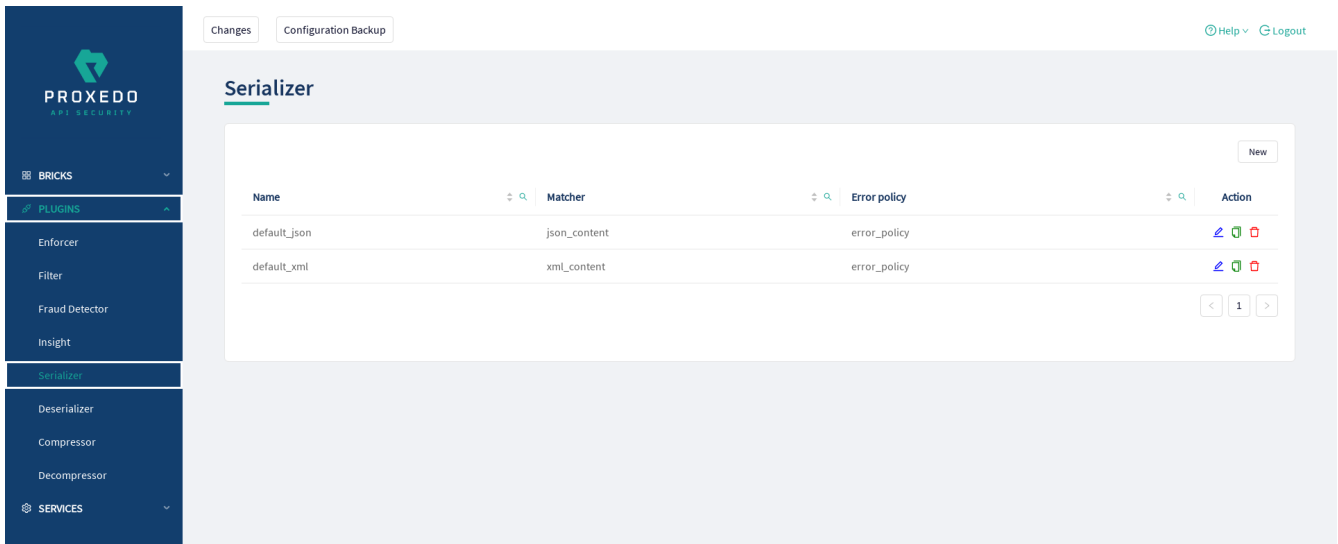 Changes Configuration Backup Help Logout
PROXEDO
API SECURITY
Serializer
New
BRICKS
PLUGINS
Enforcer
Filter
Fraud Detector
Insight
Serializer
Deserializer
Compressor
Decompressor
SERVICES
Name Matcher Error policy Action
default_json json_content error_policy
default_xml xml_content error_policy
< 1 >